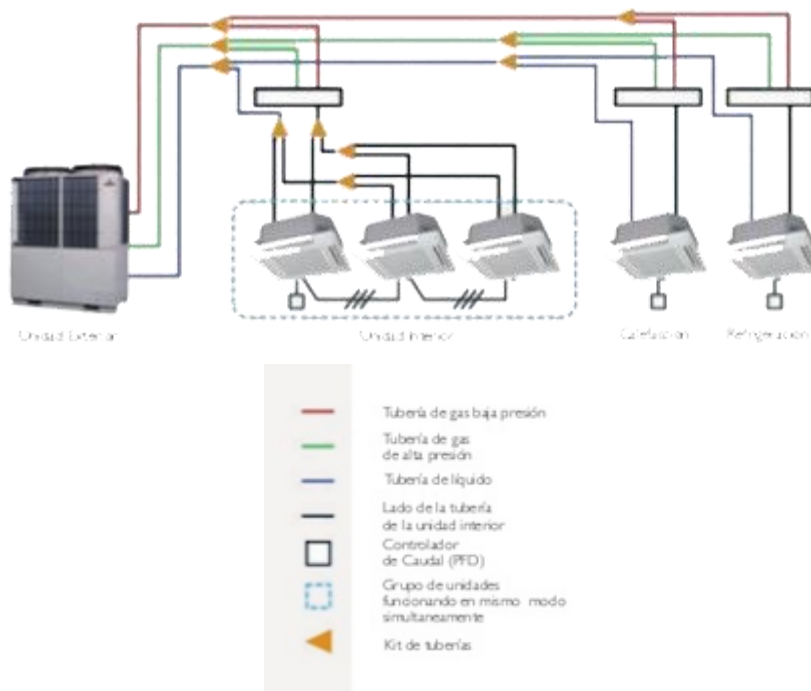 Unidad Exterior
Unidad Interior
Calefacción
Refrigeración
Tubería de gas baja presión
Tubería de gas
de alta presión
Tubería de líquido
Lado de la tubería
de la unidad interior
Controlador
de Caudal (PFD)
Grupo de unidades
funcionando en mismo modo
simultaneamente
Kit de tuberías